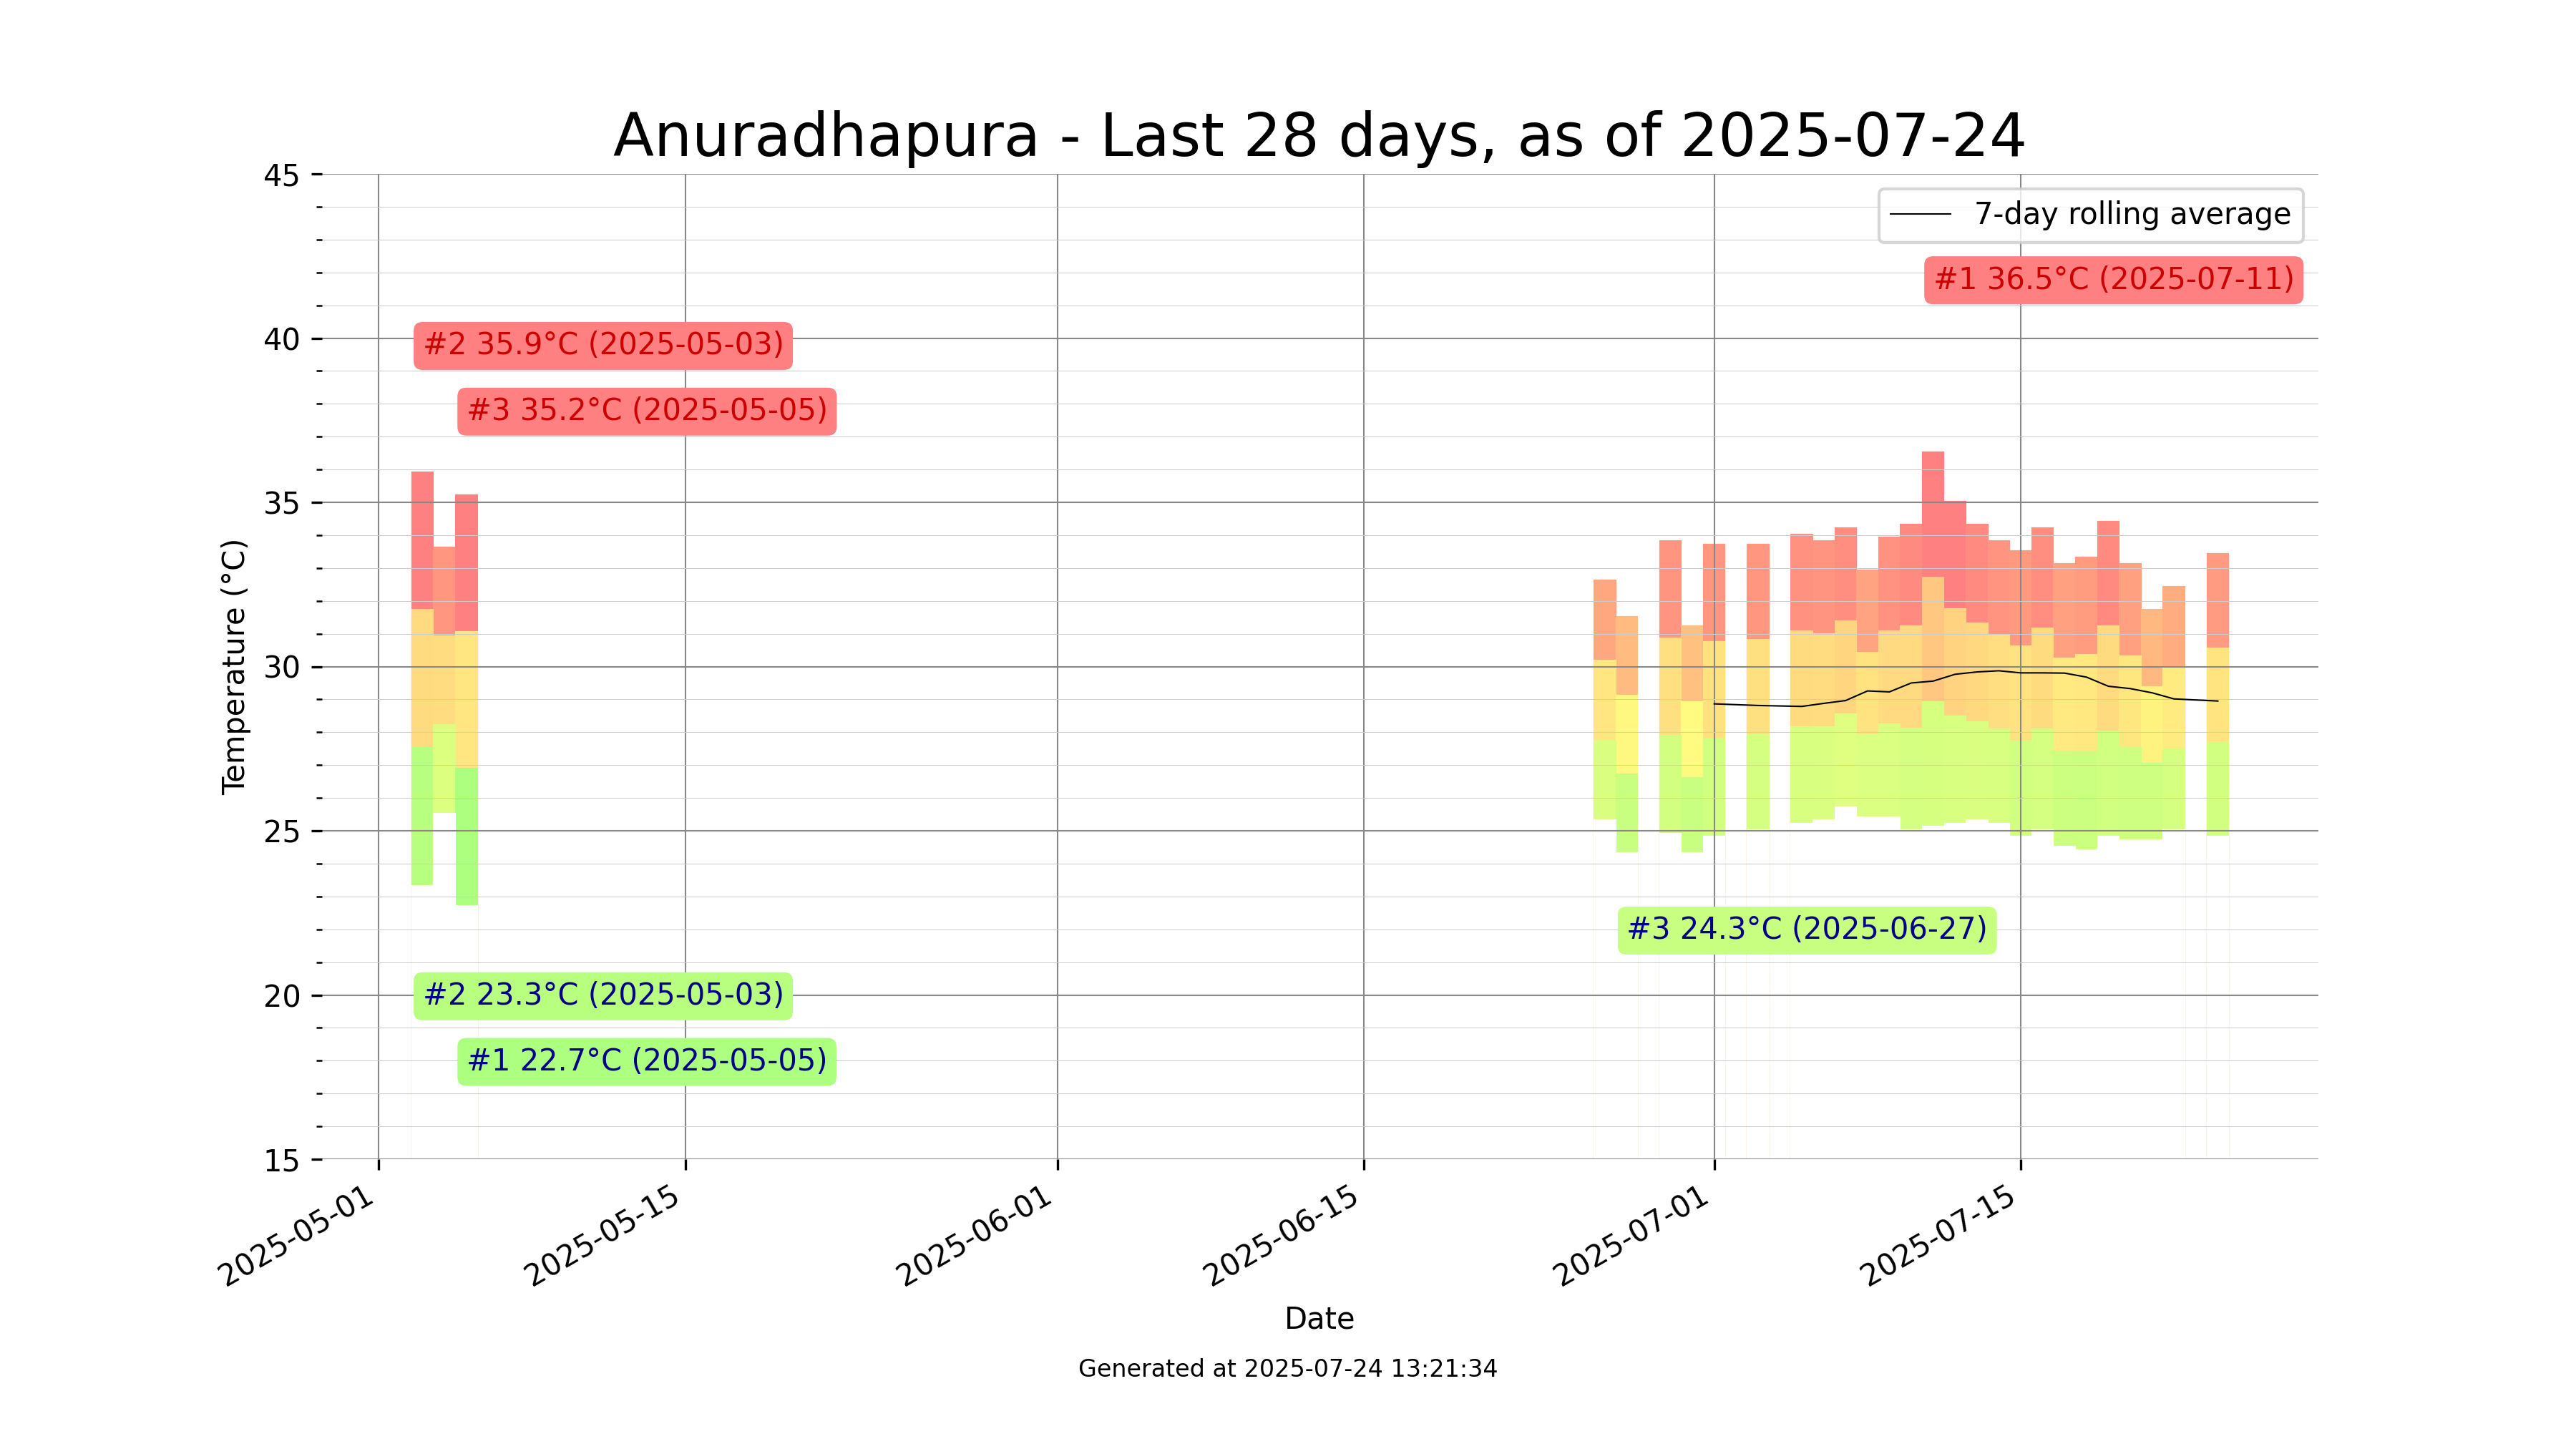 Anuradhapura - Last 28 days, as of 2025-07-24
45
7-day rolling average
#1 36.5°C (2025-07-11)
40
#2 35.9°C (2025-05-03)
#3 35.2°C (2025-05-05)
35
Temperature (°C)
30
25
#3 24.3°C (2025-06-27)
20
#2 23.3°C (2025-05-03)
#1 22.7°C (2025-05-05)
15
2025-05-01
2025-05-15
2025-06-01
2025-06-15
2025-07-01
2025-07-15
Date
Generated at 2025-07-24 13:21:34